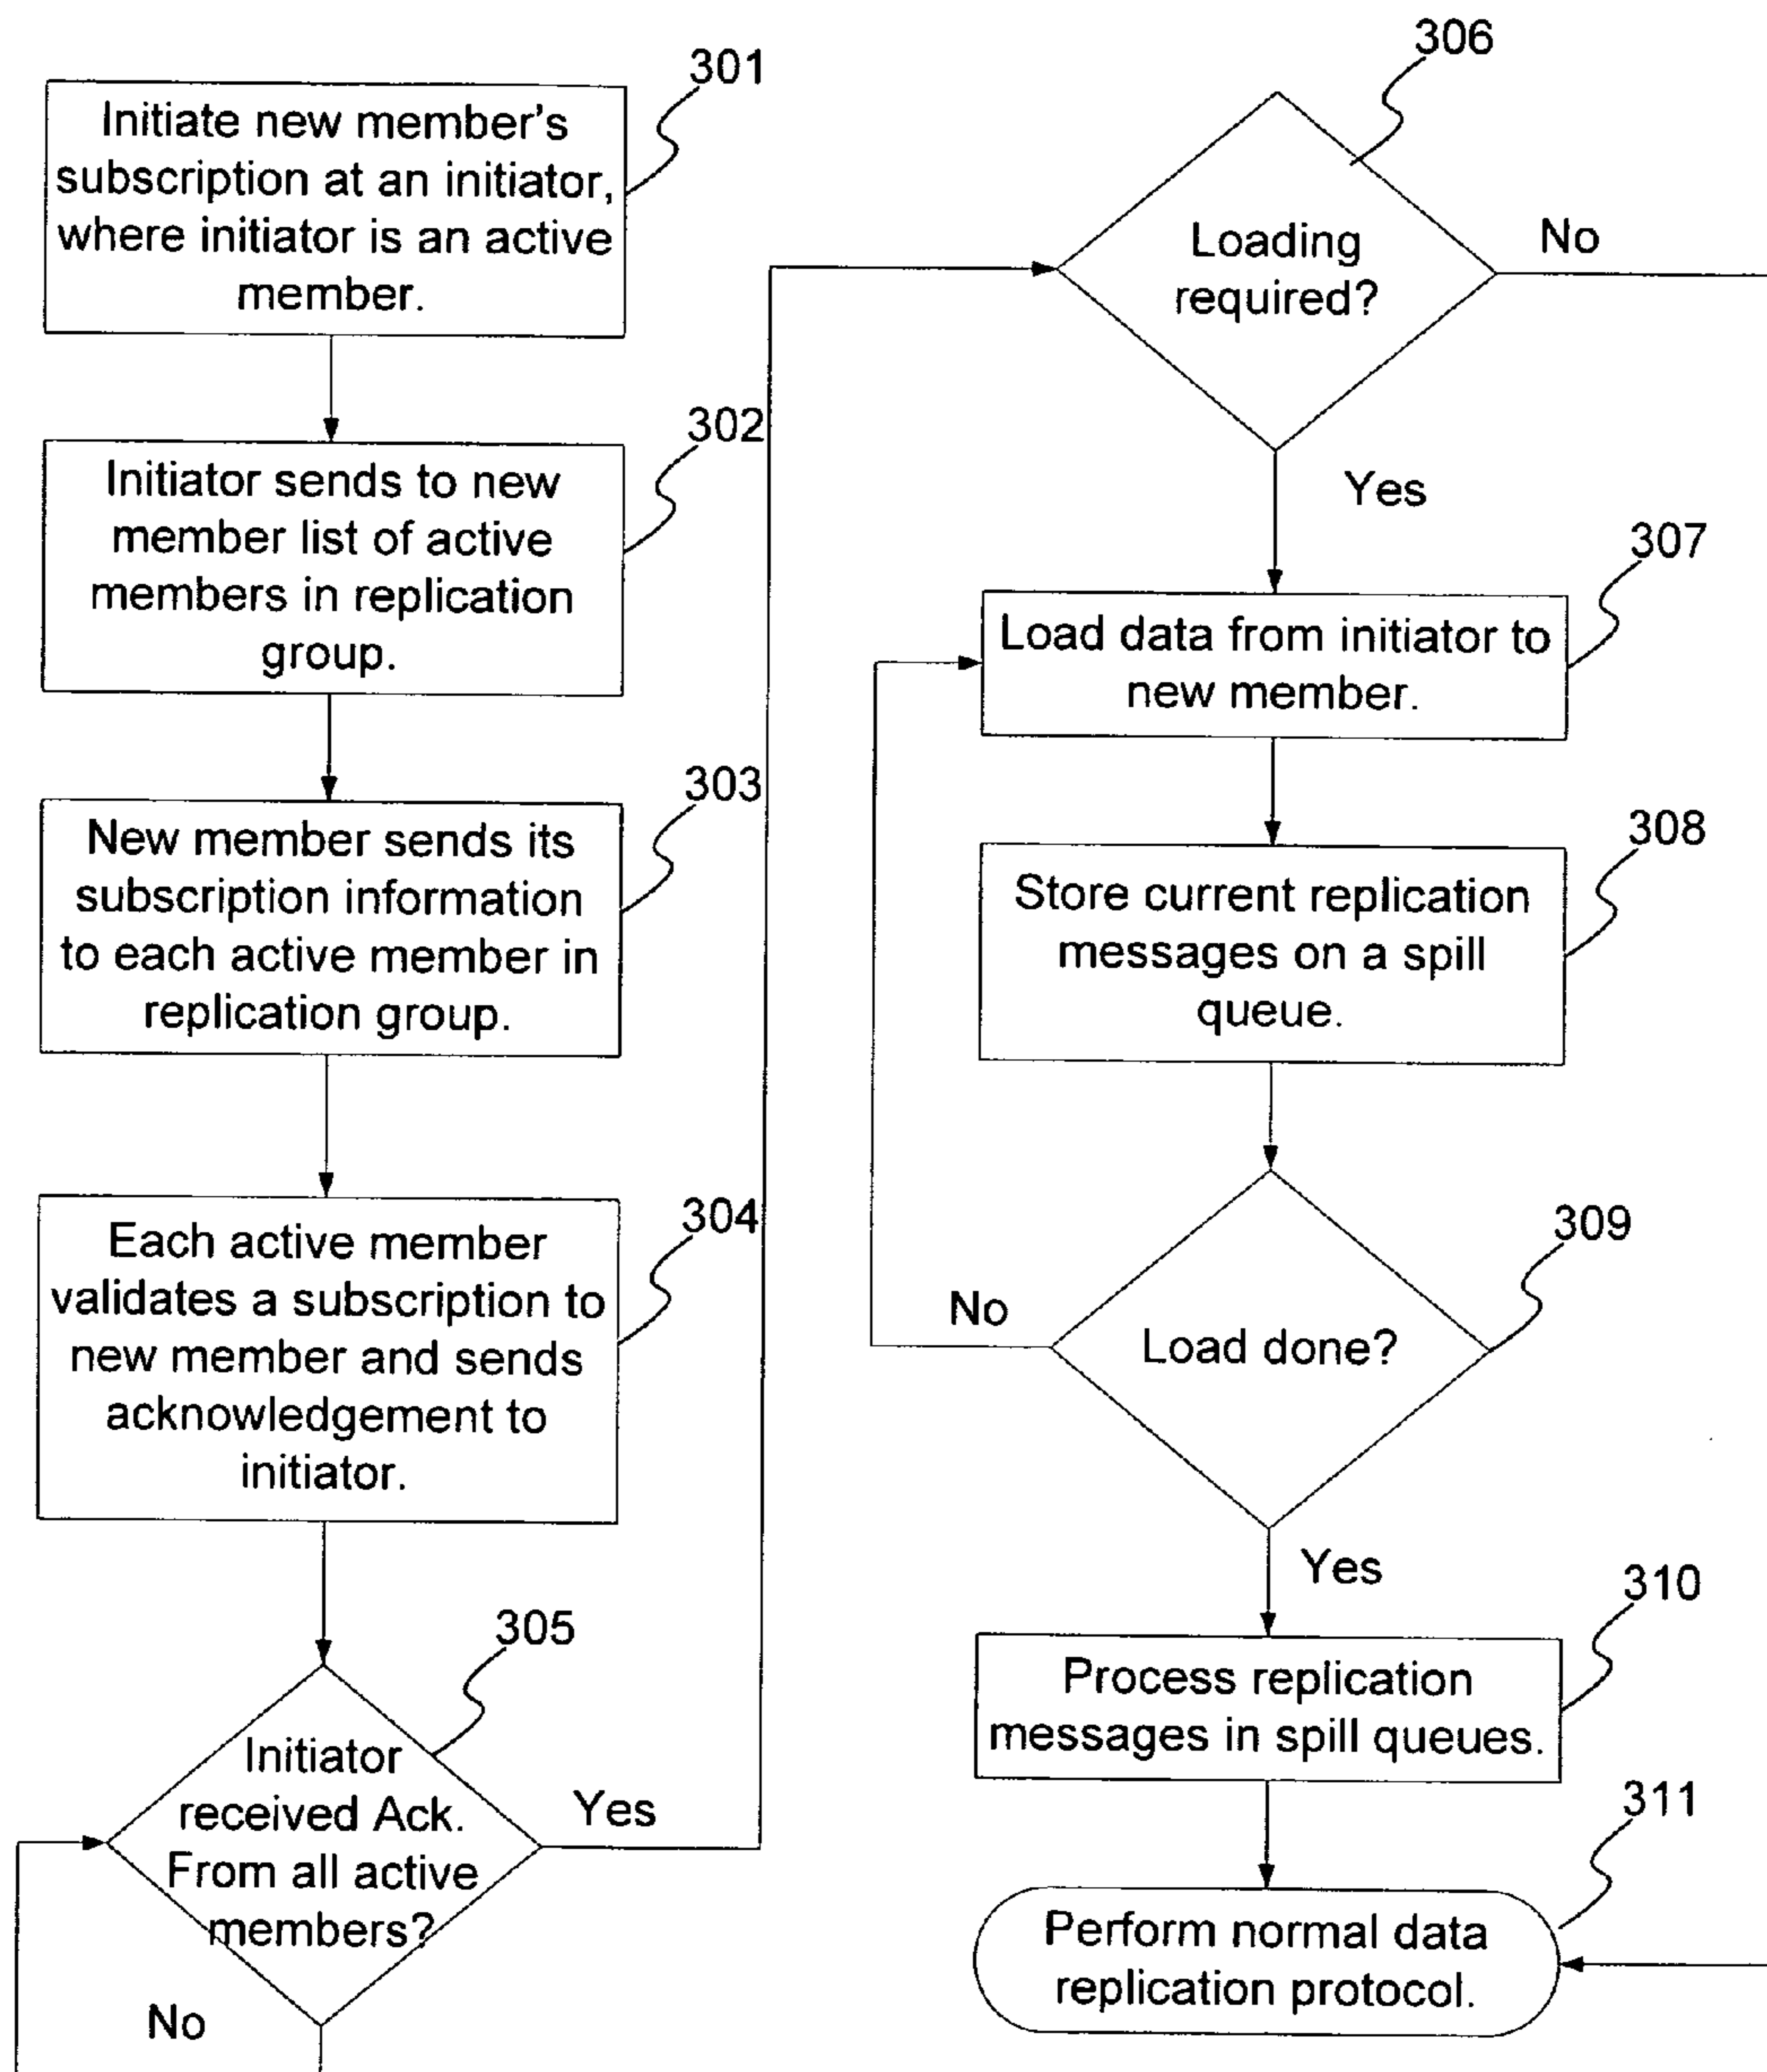 301
Initiate new member's
subscription at an initiator,
where initiator is an active
member.
302
Initiator sends to new
member list of active
members in replication
group.
303
New member sends its
subscription information
to each active member in
replication group.
304
Each active member
validates a subscription to
new member and sends
acknowledgement to
initiator.
305
Initiator
received Ack.
From all active
members?
Yes
No
306
Loading
required?
No
Yes
307
Load data from initiator to
new member.
308
Store current replication
messages on a spill
queue.
309
Load done?
No
Yes
310
Process replication
messages in spill queues.
311
Perform normal data
replication protocol.